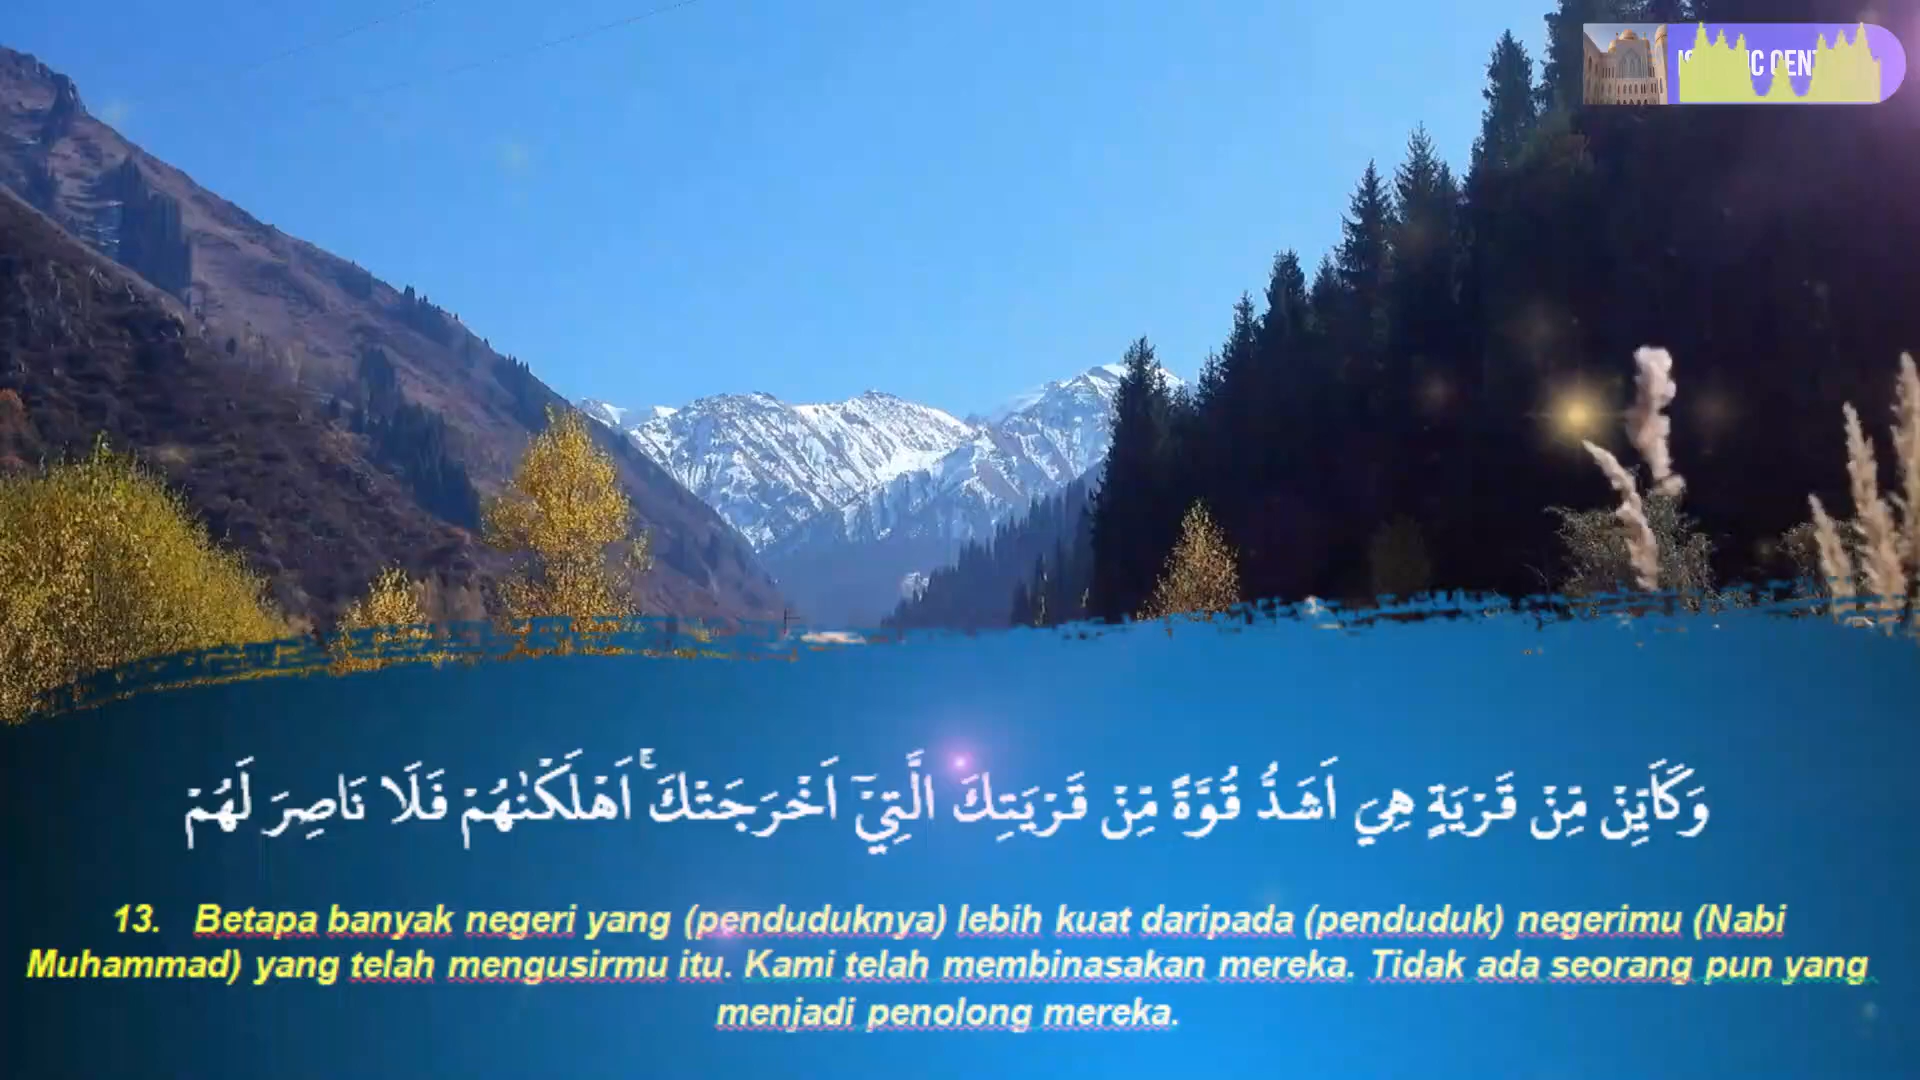 وَكَاَيِّنْ مِّنْ قَرْيَةٍ هِيَ اَشَدُّ قُوَّةً مِّنْ قَرْيَتِكَ الَّتِيْٓ اَخْرَجَتْكَۚ اَهْلَكْنٰهُمْ فَلَا نَاصِرَ لَهُمْ
13. Betapa banyak negeri yang (penduduknya) lebih kuat daripada (penduduk) negerimu (Nabi
Muhammad) yang telah mengusirmu itu. Kami telah membinasakan mereka. Tidak ada seorang pun yang
menjadi penolong mereka.